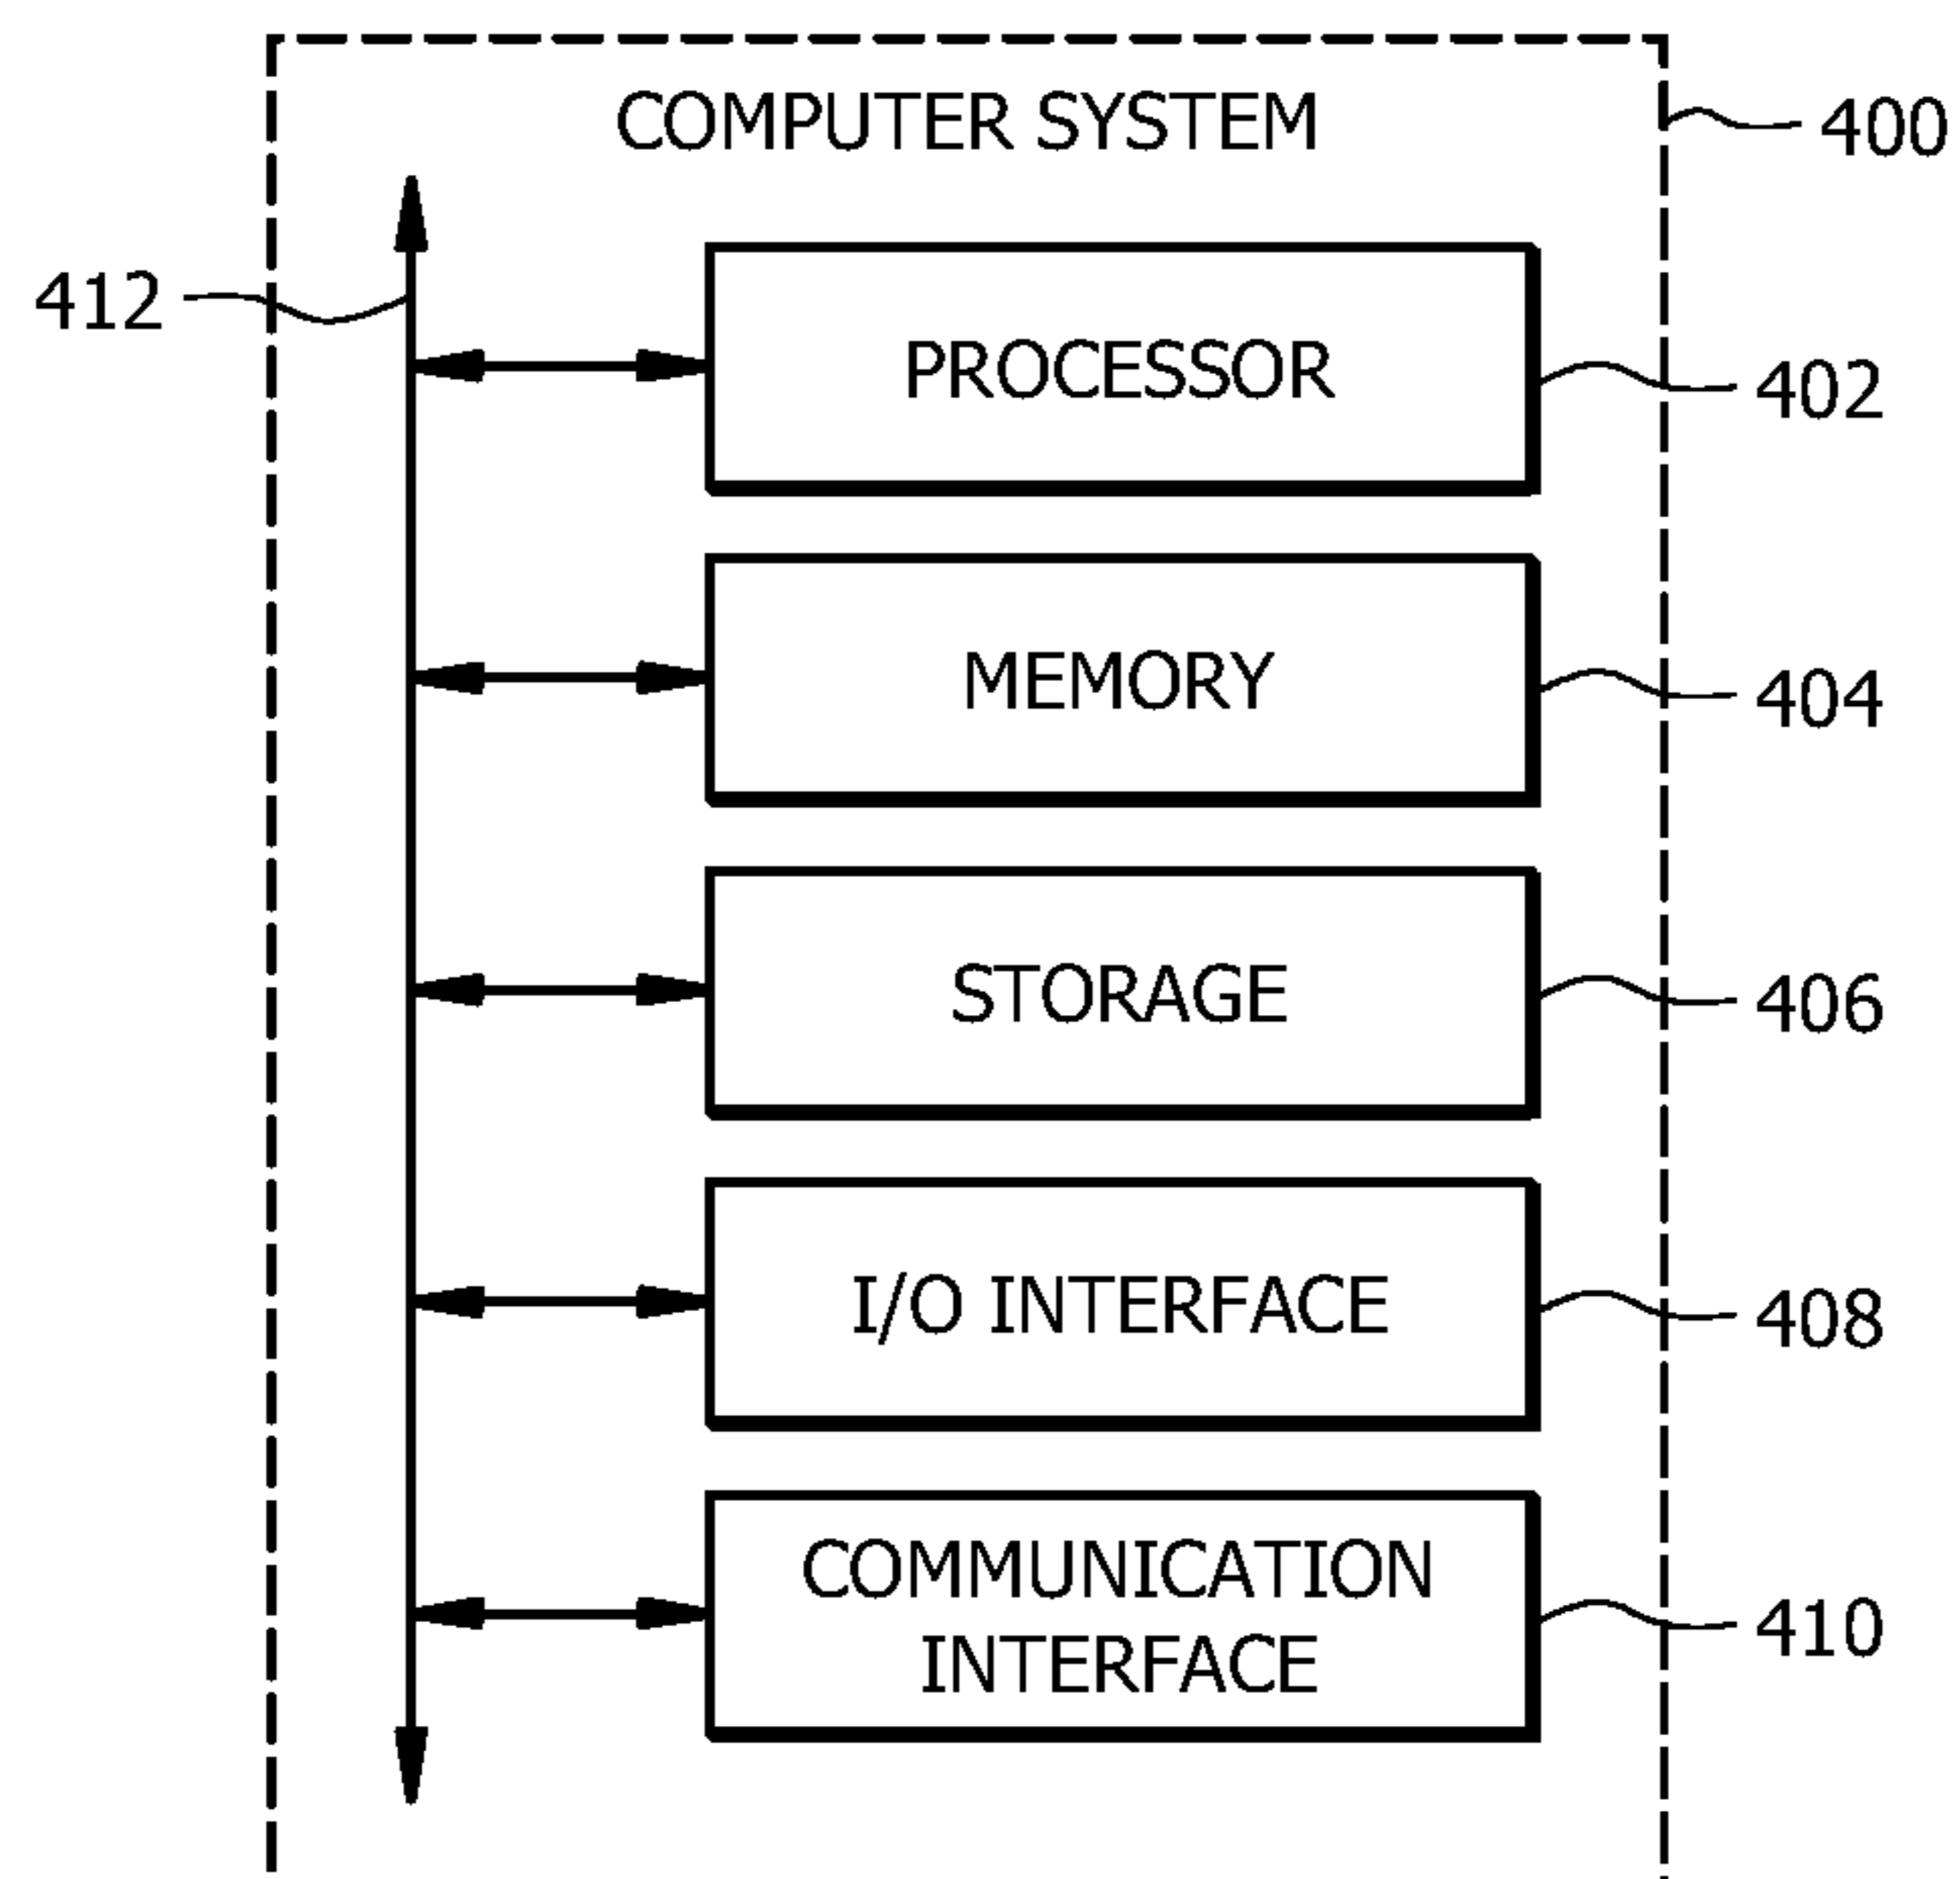 COMPUTER SYSTEM
400
412
PROCESSOR
402
MEMORY
404
STORAGE
406
I/O INTERFACE
408
COMMUNICATION
INTERFACE
410